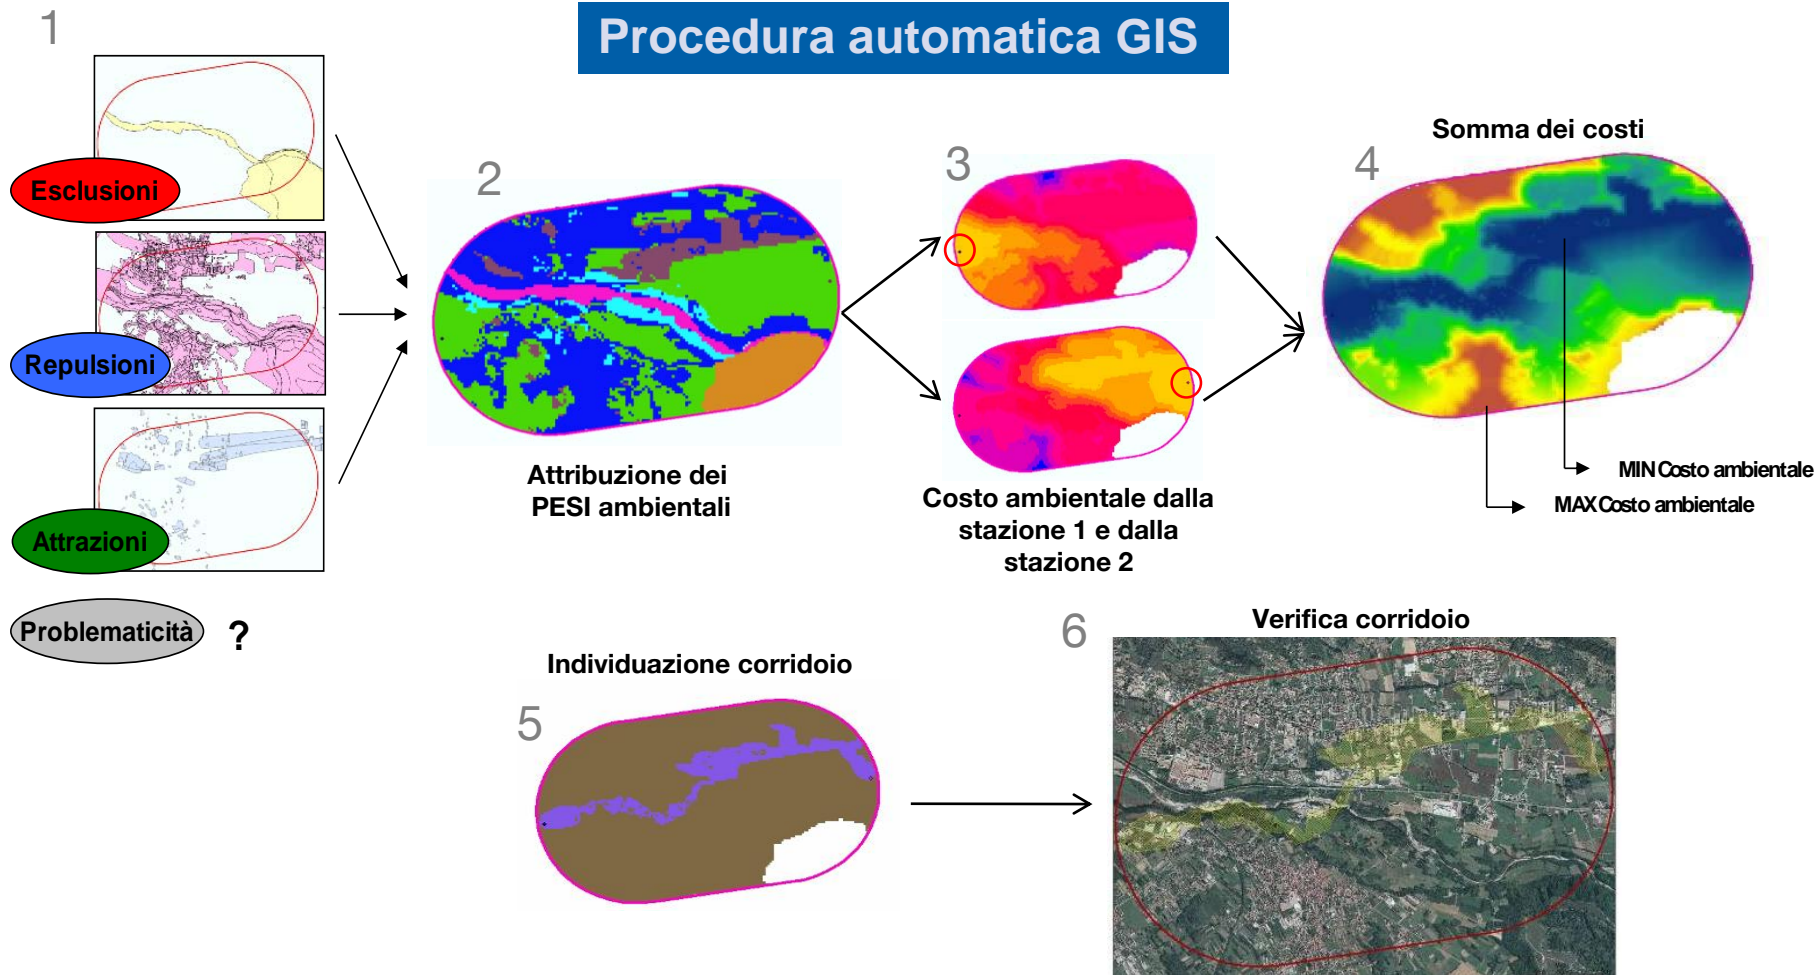 Procedura automatica GIS
1
Esclusioni
Repulsioni
Attrazioni
Problematicità ?
2
Attribuzione dei
PESI ambientali
3
Costo ambientale dalla
stazione 1 e dalla
stazione 2
Somma dei costi
4
MIN Costo ambientale
MAX Costo ambientale
Individuazione corridoio
5
6
Verifica corridoio